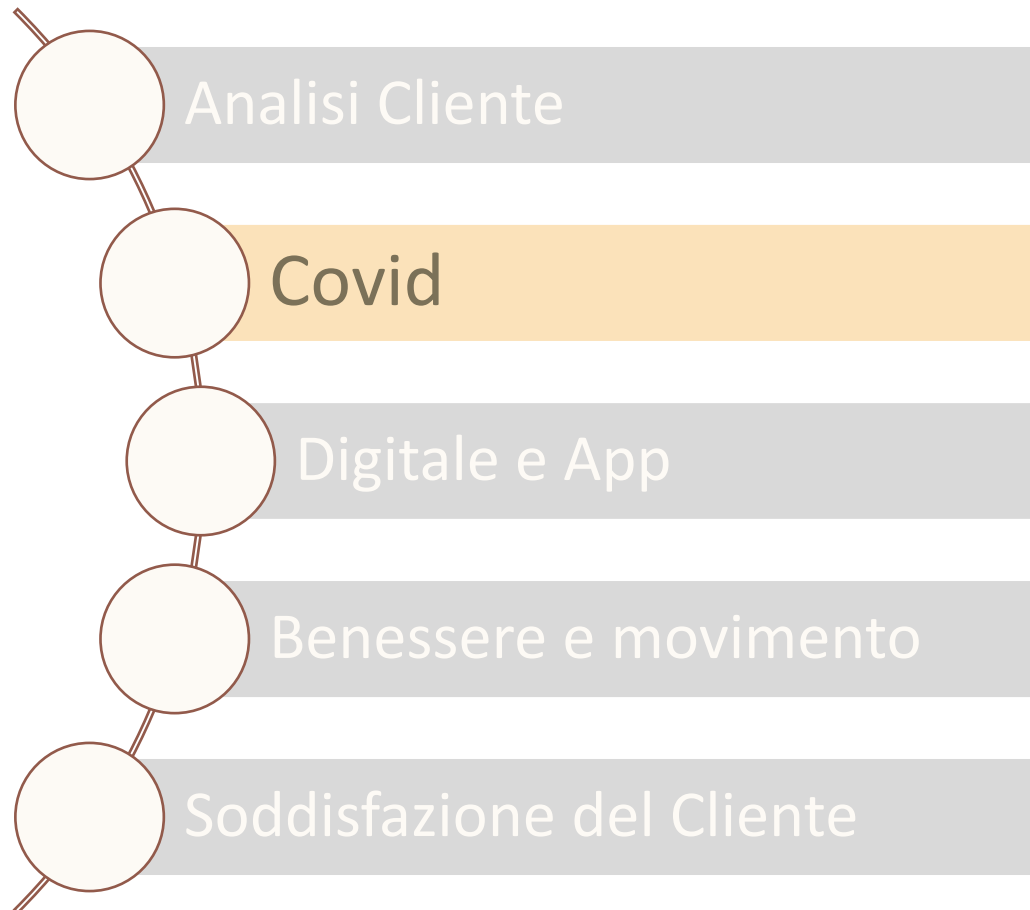 Analisi Cliente
Covid
Digitale e App
Benessere e movimento
Soddisfazione del Cliente